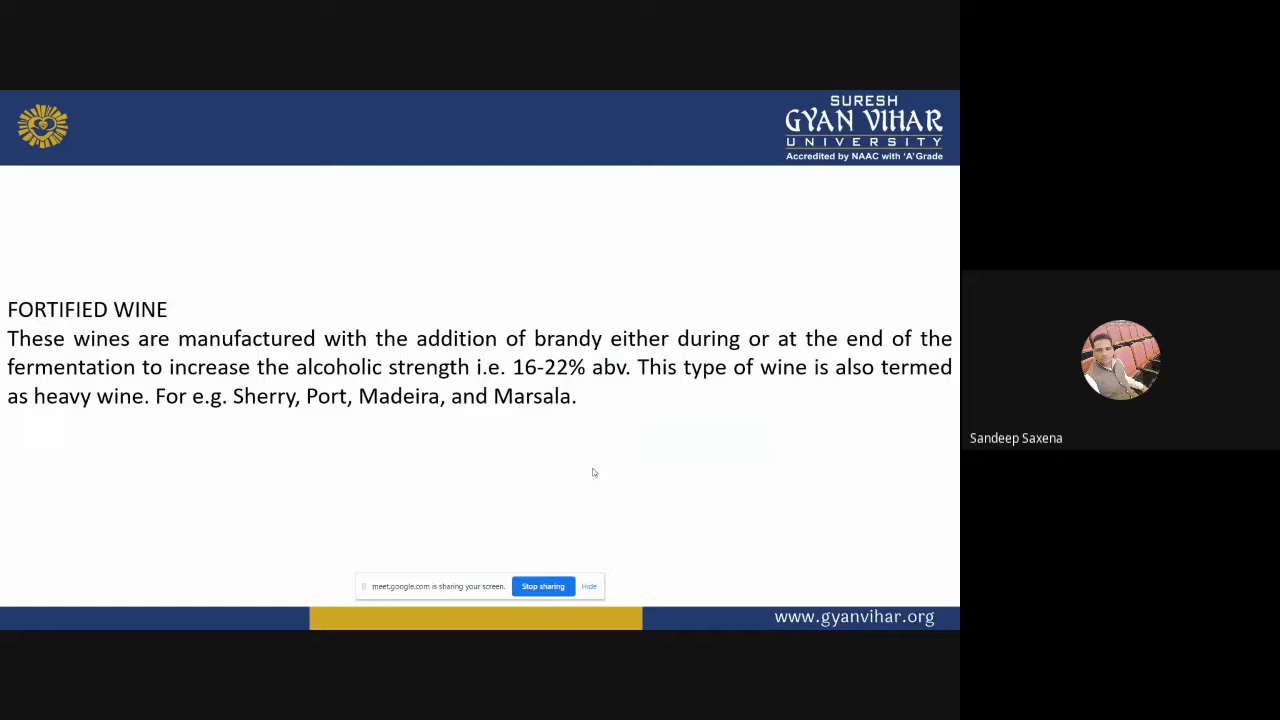 SURESH
GYAN VIHAR
UNIVERSITY
Accredited by NAAC with 'A' Grade
FORTIFIED WINE
These wines are manufactured with the addition of brandy either during or at the end of the
fermentation to increase the alcoholic strength i.e. 16-22% abv. This type of wine is also termed
as heavy wine. For e.g. Sherry, Port, Madeira, and Marsala.
Sandeep Saxena
meet.google.com is sharing your screen. Stop sharing Hide
www.gyanvihar.org